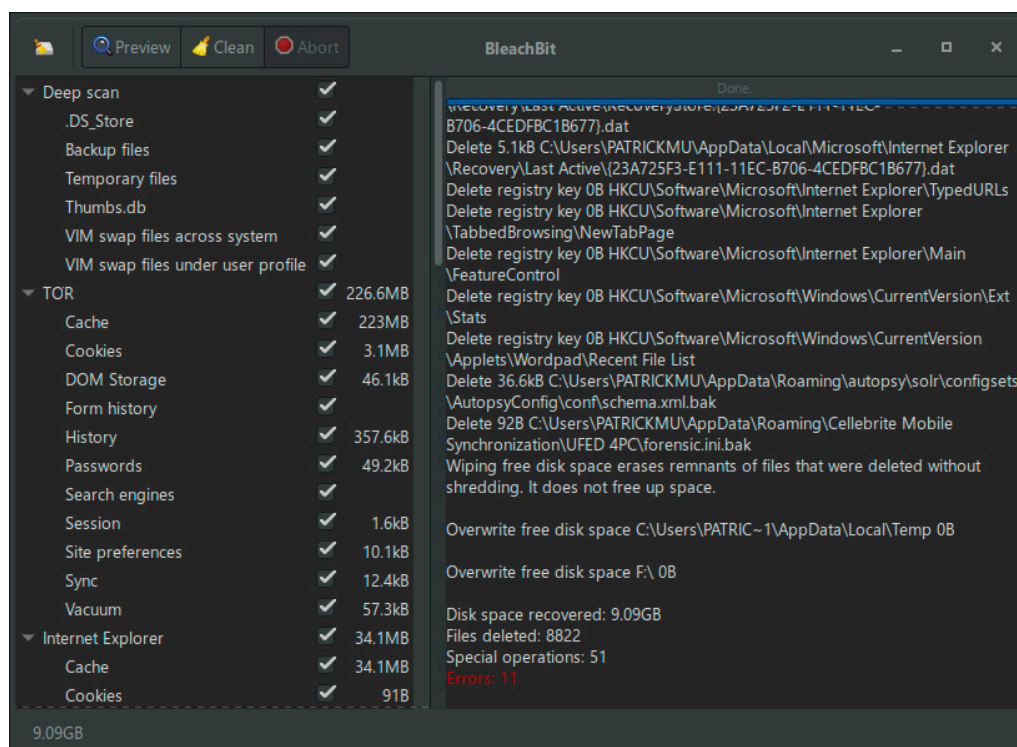 Preview
Clean
Abort
BleachBit
Deep scan
.DS_Store
Backup files
Temporary files
Thumbs.db
VIM swap files across system
VIM swap files under user profile
TOR 226.6MB
Cache 223MB
Cookies 3.1MB
DOM Storage 46.1kB
Form history
History 357.6kB
Passwords 49.2kB
Search engines
Session 1.6kB
Site preferences 10.1kB
Sync 12.4kB
Vacuum 57.3kB
Internet Explorer 34.1MB
Cache 34.1MB
Cookies 91B
9.09GB
Done.
\Recovery\Last Active\RecoveryStore.{23A725F2-E111-11EC-
B706-4CEDFBC1B677}.dat
Delete 5.1kB C:\Users\PATRICKMU\AppData\Local\Microsoft\Internet Explorer
\Recovery\Last Active\{23A725F3-E111-11EC-B706-4CEDFBC1B677}.dat
Delete registry key 0B HKCU\Software\Microsoft\Internet Explorer\TypedURLs
Delete registry key 0B HKCU\Software\Microsoft\Internet Explorer
\TabbedBrowsing\NewTabPage
Delete registry key 0B HKCU\Software\Microsoft\Internet Explorer\Main
\FeatureControl
Delete registry key 0B HKCU\Software\Microsoft\Windows\CurrentVersion\Ext
\Stats
Delete registry key 0B HKCU\Software\Microsoft\Windows\CurrentVersion
\Applets\Wordpad\Recent File List
Delete 36.6kB C:\Users\PATRICKMU\AppData\Roaming\autopsy\solr\configsets
\AutopsyConfig\conf\schema.xml.bak
Delete 92B C:\Users\PATRICKMU\AppData\Roaming\Cellebrite Mobile
Synchronization\UFED 4PC\forensic.ini.bak
Wiping free disk space erases remnants of files that were deleted without
shredding. It does not free up space.
Overwrite free disk space C:\Users\PATRIC~1\AppData\Local\Temp 0B
Overwrite free disk space F:\ 0B
Disk space recovered: 9.09GB
Files deleted: 8822
Special operations: 51
Errors: 11